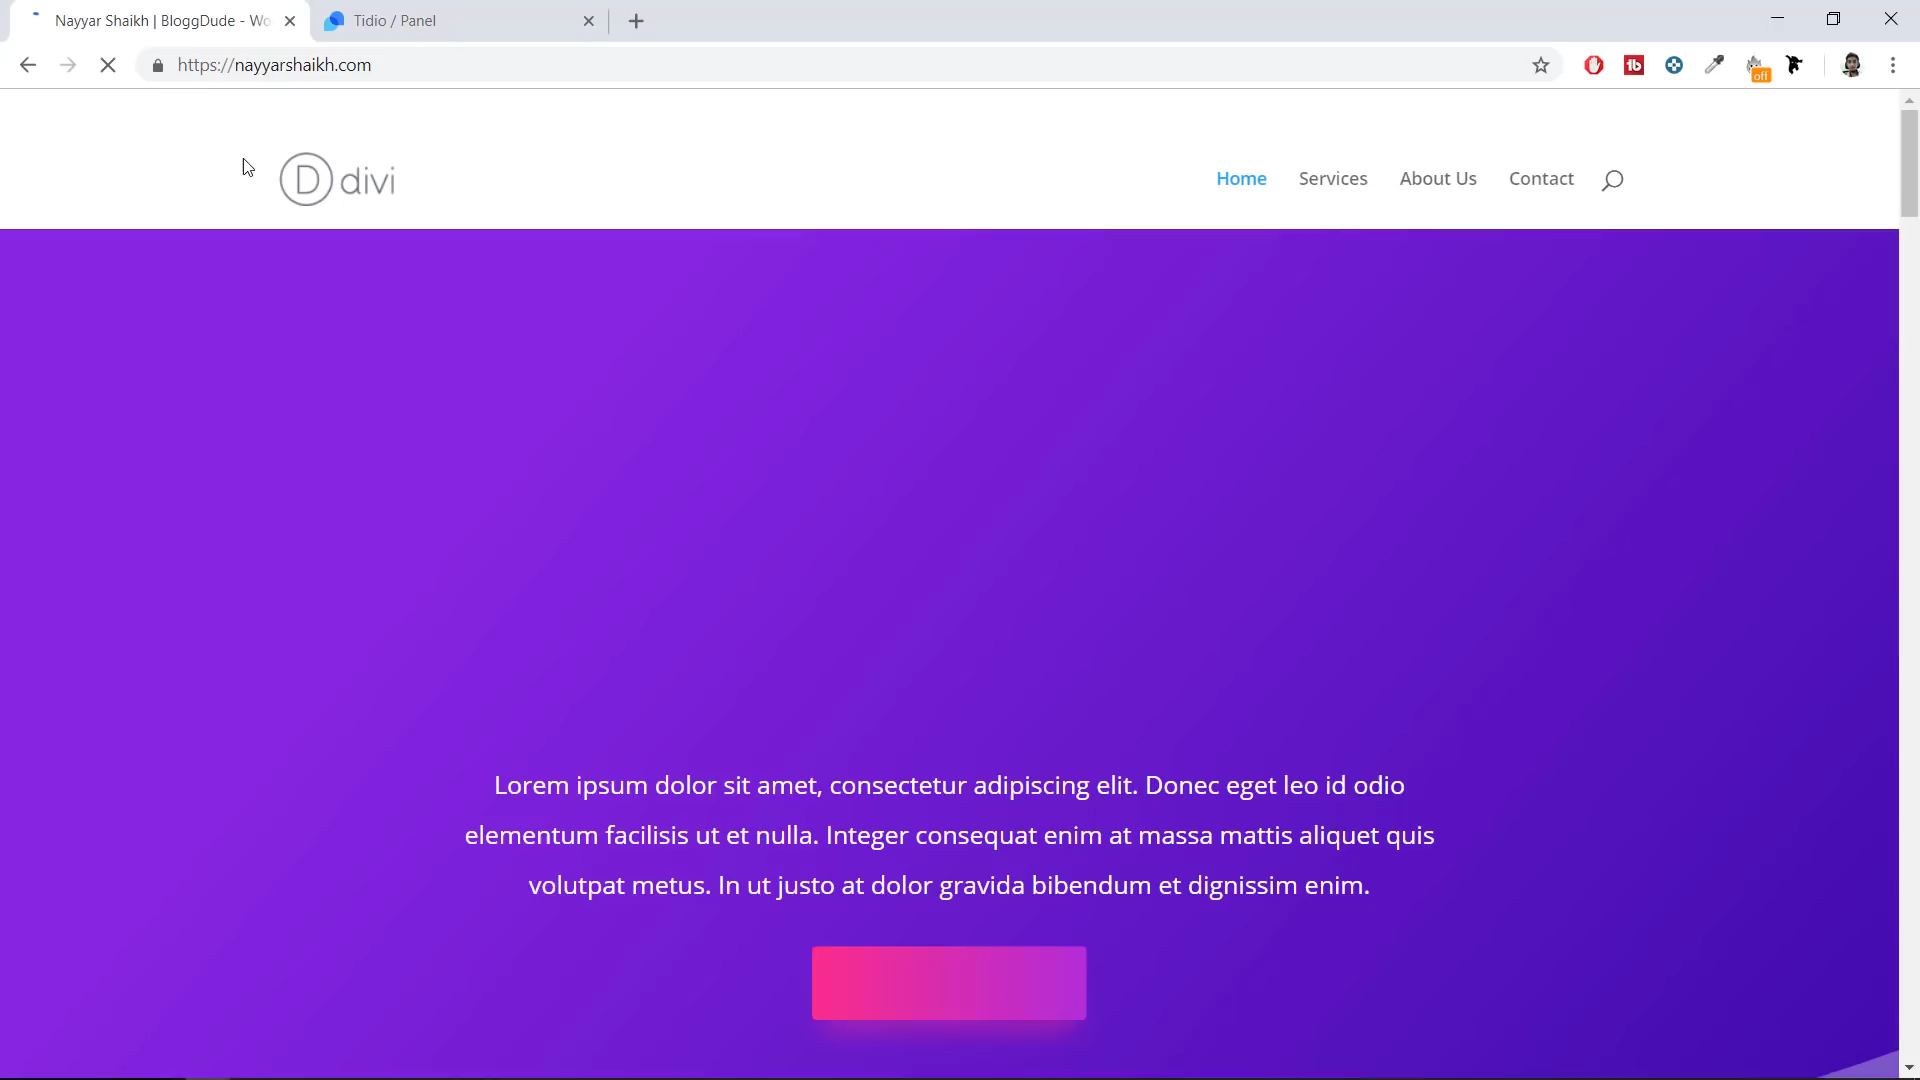 Nayyar Shaikh | BloggDude - Wo
Tidio / Panel
https://nayyarshaikh.com
off
D divi
Home Services About Us Contact
Lorem ipsum dolor sit amet, consectetur adipiscing elit. Donec eget leo id odio
elementum facilisis ut et nulla. Integer consequat enim at massa mattis aliquet quis
volutpat metus. In ut justo at dolor gravida bibendum et dignissim enim.